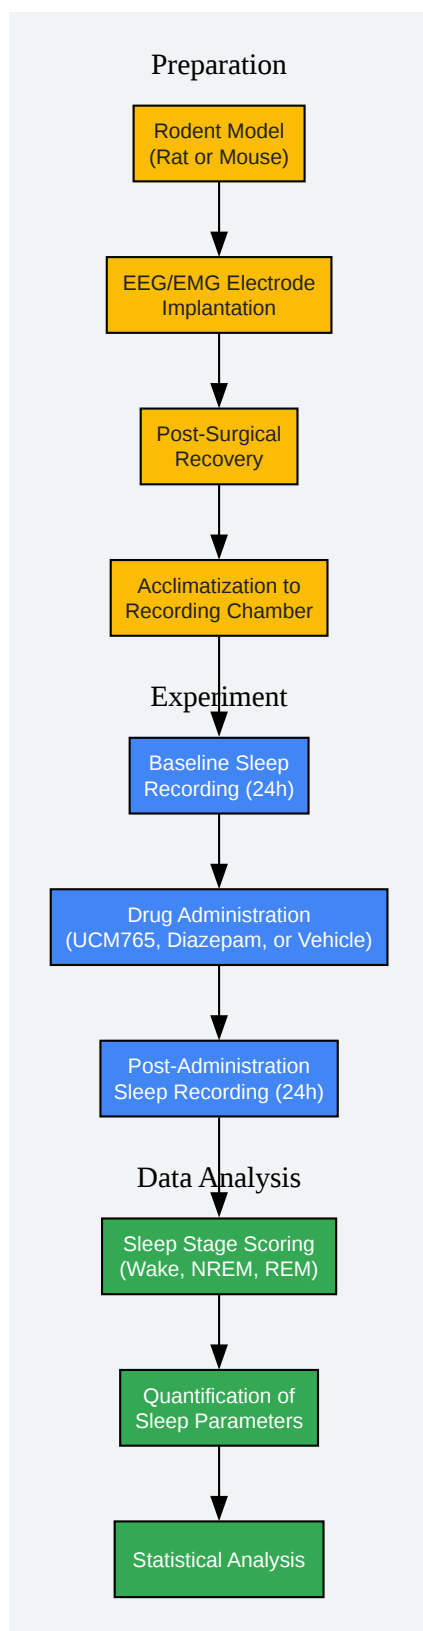 Preparation
Rodent Model
(Rat or Mouse)
EEG/EMG Electrode
Implantation
Post-Surgical
Recovery
Acclimatization to
Recording Chamber
Experiment
Baseline Sleep
Recording (24h)
Drug Administration
(UCM765, Diazepam, or Vehicle)
Post-Administration
Sleep Recording (24h)
Data Analysis
Sleep Stage Scoring
(Wake, NREM, REM)
Quantification of
Sleep Parameters
Statistical Analysis